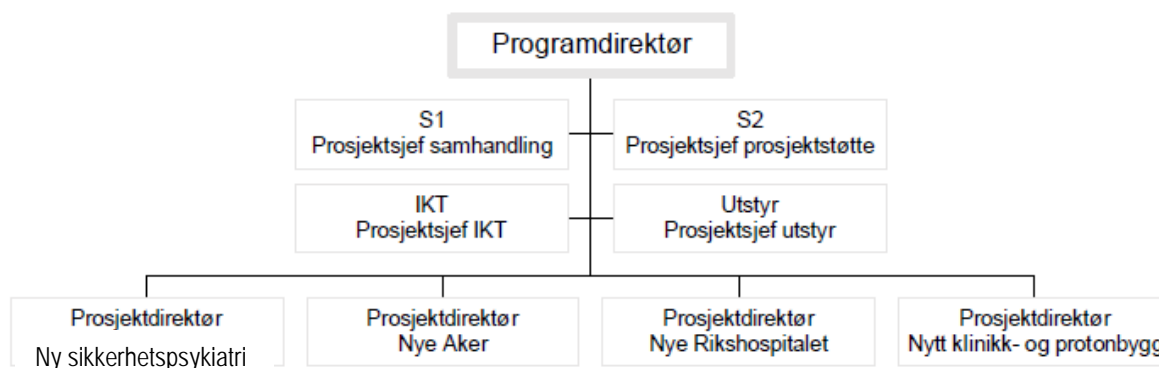 Programdirektør
S1
Prosjektsjef samhandling
S2
Prosjektsjef prosjektstøtte
IKT
Prosjektsjef IKT
Utstyr
Prosjektsjef utstyr
Prosjektdirektør
Ny sikkerhetspsykiatri
Prosjektdirektør
Nye Aker
Prosjektdirektør
Nye Rikshospitalet
Prosjektdirektør
Nytt klinikk- og protonbygg